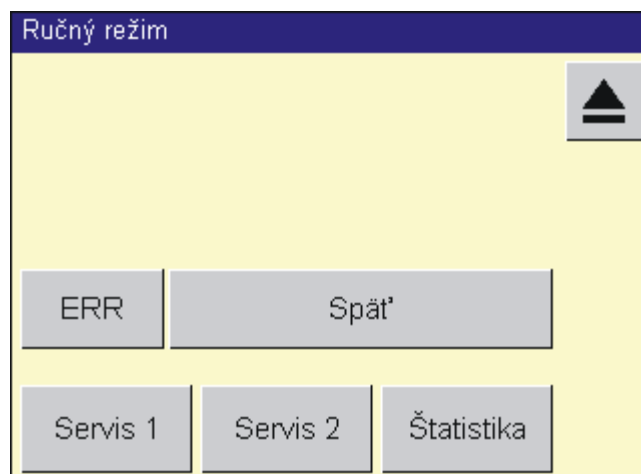 Ručný režim
ERR
Späť
Servis 1
Servis 2
Štatistika